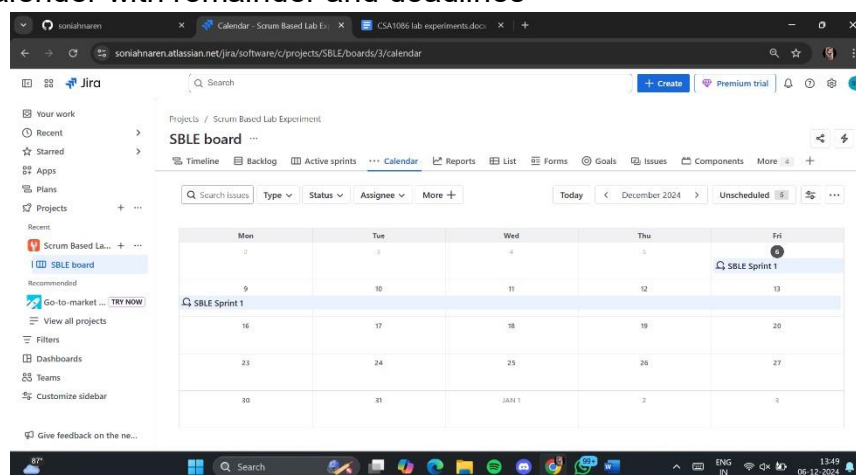 alender with remainder and deadlines
soniahnaren
Calendar - Scrum Based Lab Ex
CSA1086 lab experiments.doc
soniahnaren.atlassian.net/jira/software/c/projects/SBLE/boards/3/calendar
Jira
Search
+ Create
Premium trial
Your work
Recent
Starred
Apps
Plans
Projects
Recent
Scrum Based La...
SBLE board
Recommended
Go-to-market ... TRY NOW
View all projects
Filters
Dashboards
Teams
Customize sidebar
Give feedback on the ne...
Projects / Scrum Based Lab Experiment
SBLE board ...
Timeline Backlog Active sprints Calendar Reports List Forms Goals Issues Components More 4 +
Search issues Type Status Assignee More + Today < December 2024 > Unscheduled 5
Mon Tue Wed Thu Fri
2 3 4 5 6
SBLE Sprint 1
9 10 11 12 13
SBLE Sprint 1
16 17 18 19 20
23 24 25 26 27
30 31 JAN 1 2 3
87°
Search
99+
ENG
IN
13:49
06-12-2024